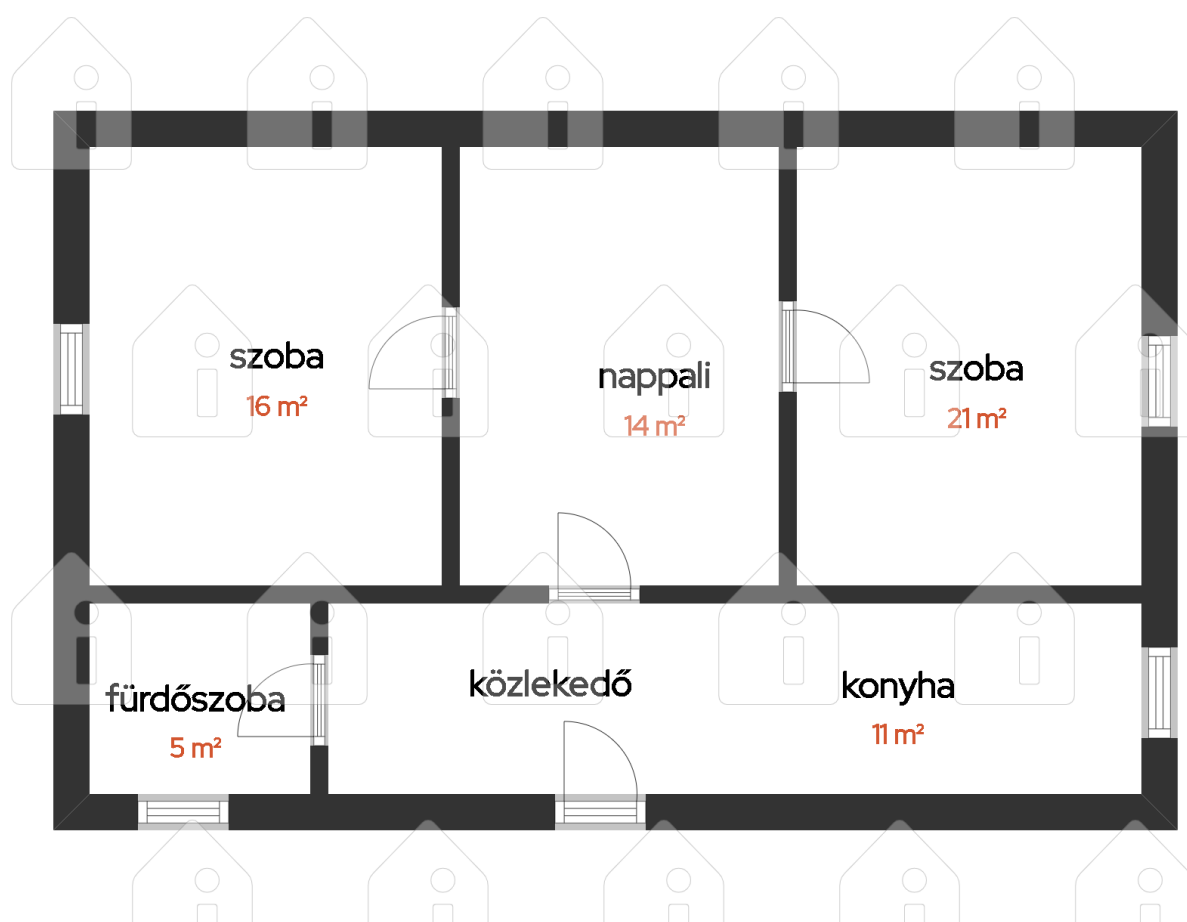 szoba
16 m²
nappali
14 m²
szoba
21 m²
fürdőszoba
5 m²
közlekedő
konyha
11 m²